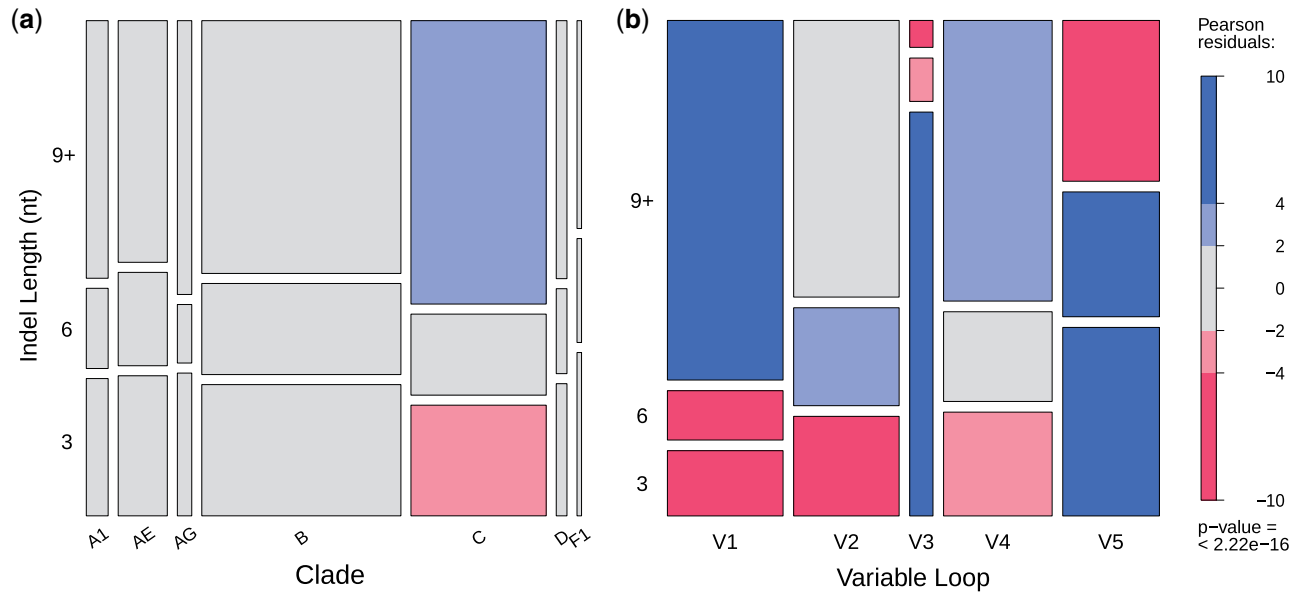 (a)
Indel Length (nt)
9+
6
3
A1 AE AG B C D F1
Clade
(b)
9+
6
3
V1 V2 V3 V4 V5
Variable Loop
Pearson
residuals:
10
4
2
0
−2
−4
−10
p−value =
< 2.22e−16